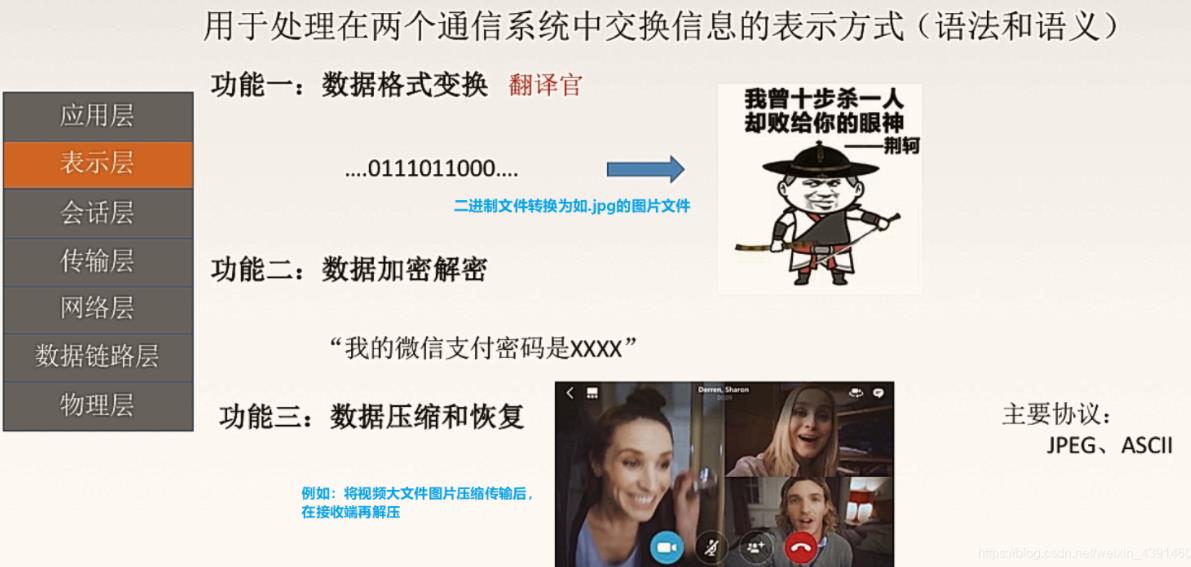 用于处理在两个通信系统中交换信息的表示方式（语法和语义）
功能一：数据格式变换 翻译官
应用层
表示层
会话层
传输层
网络层
数据链路层
物理层
....0111011000....
二进制文件转换为如.jpg的图片文件
我曾十步杀一人
却败给你的眼神
——荆轲
功能二：数据加密解密
“我的微信支付密码是XXXX”
功能三：数据压缩和恢复
例如：将视频大文件图片压缩传输后，
在接收端再解压
Derren, Sharon
00:09
主要协议：
JPEG、ASCII
https://blog.csdn.net/weixin_4391460